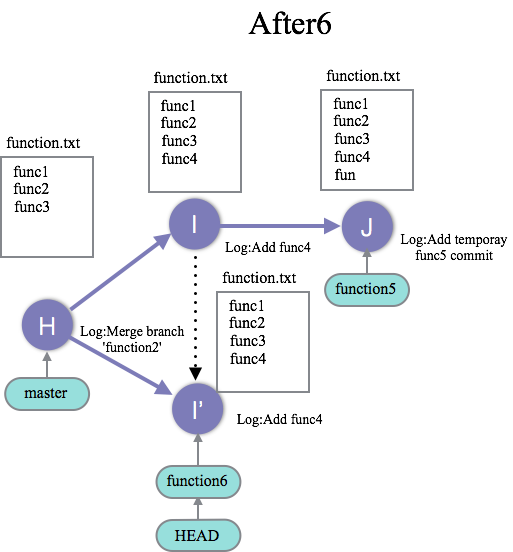 After6
function.txt
func1
func2
func3
func4
function.txt
func1
func2
func3
func4
fun
function.txt
func1
func2
func3
I
J
Log:Add func4
Log:Add temporay
func5 commit
function5
function.txt
func1
func2
func3
func4
H
Log:Merge branch
'function2'
master
I'
Log:Add func4
function6
HEAD